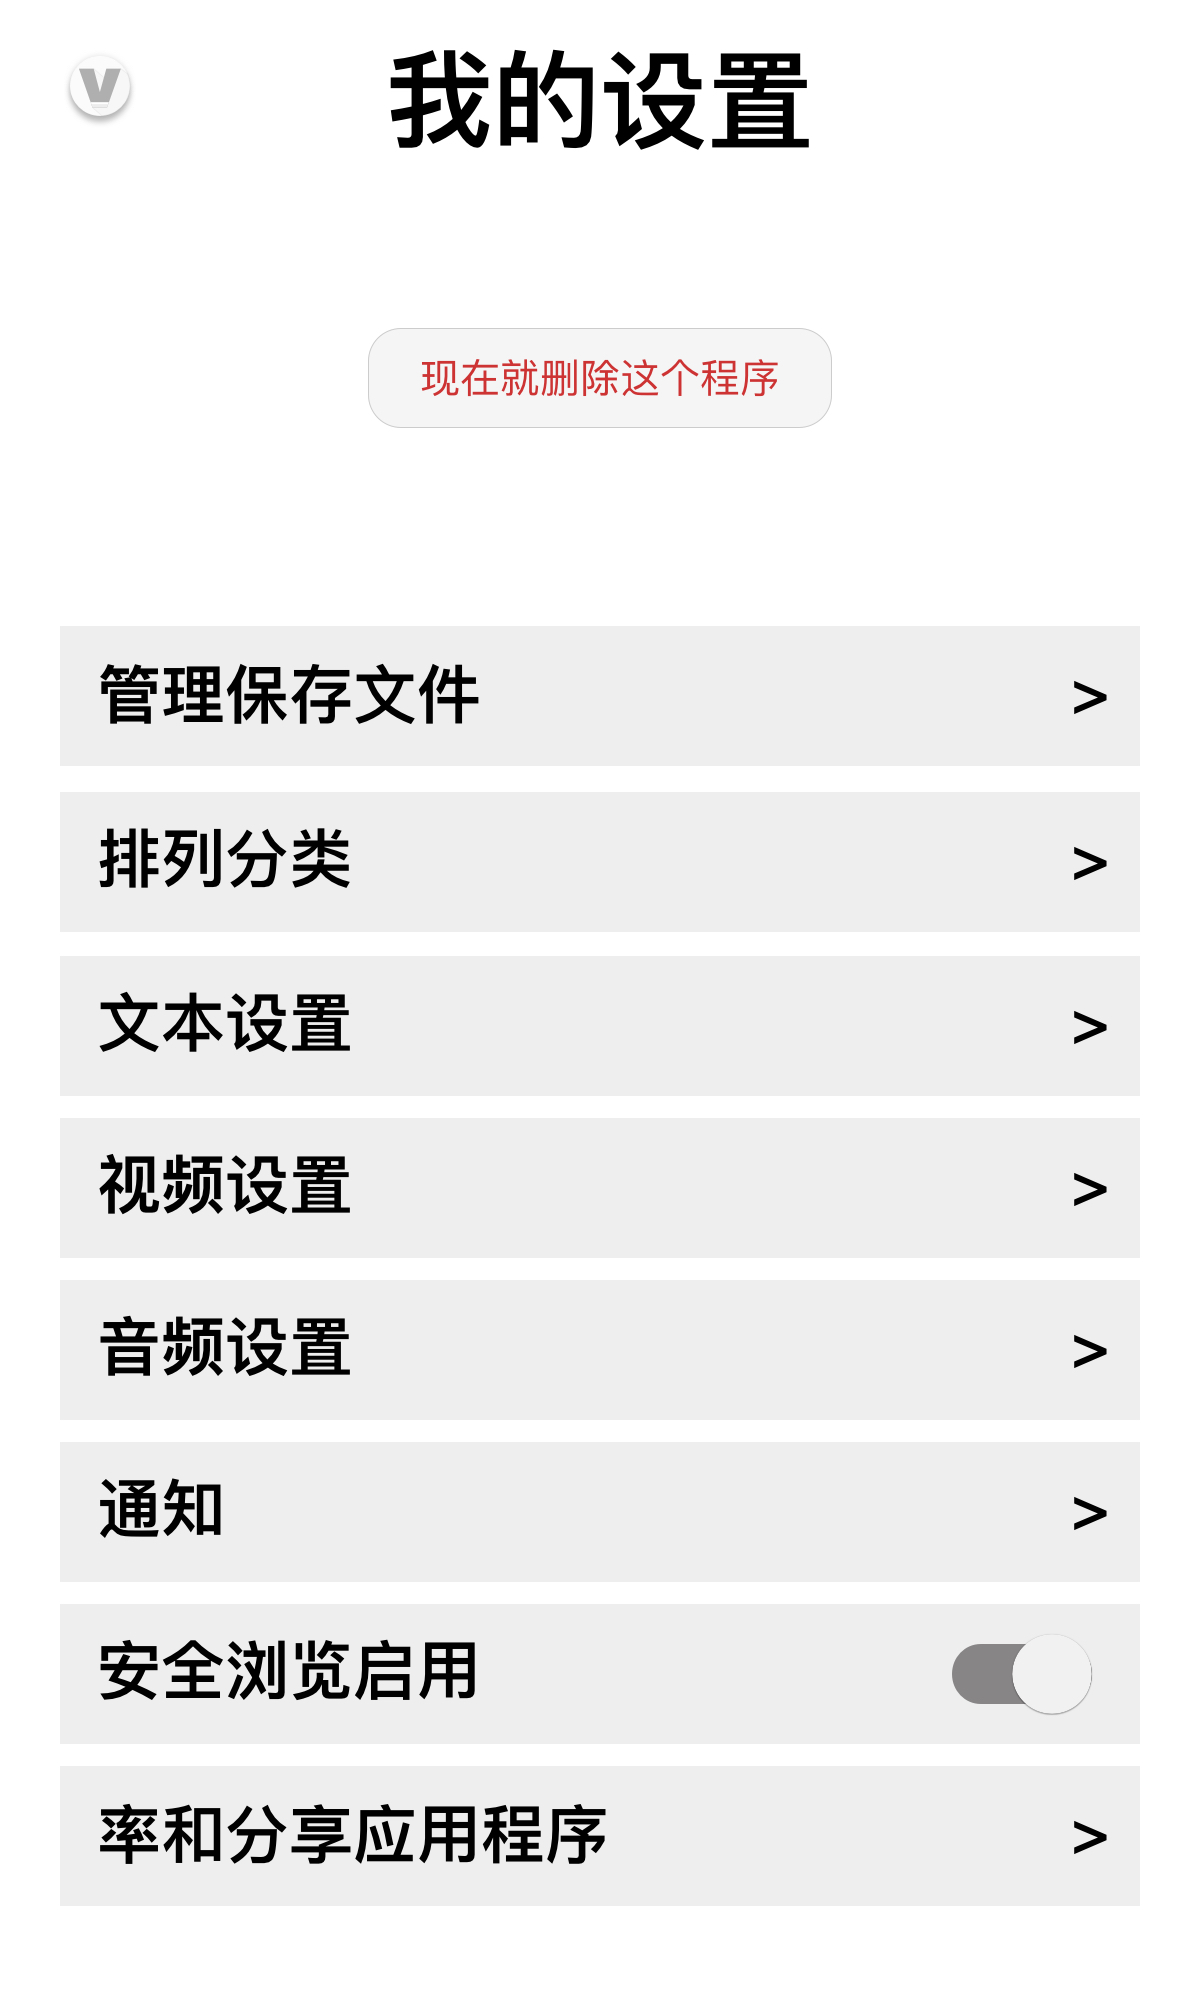 V
我的设置
现在就删除这个程序
管理保存文件 >
排列分类 >
文本设置 >
视频设置 >
音频设置 >
通知 >
安全浏览启用
率和分享应用程序 >